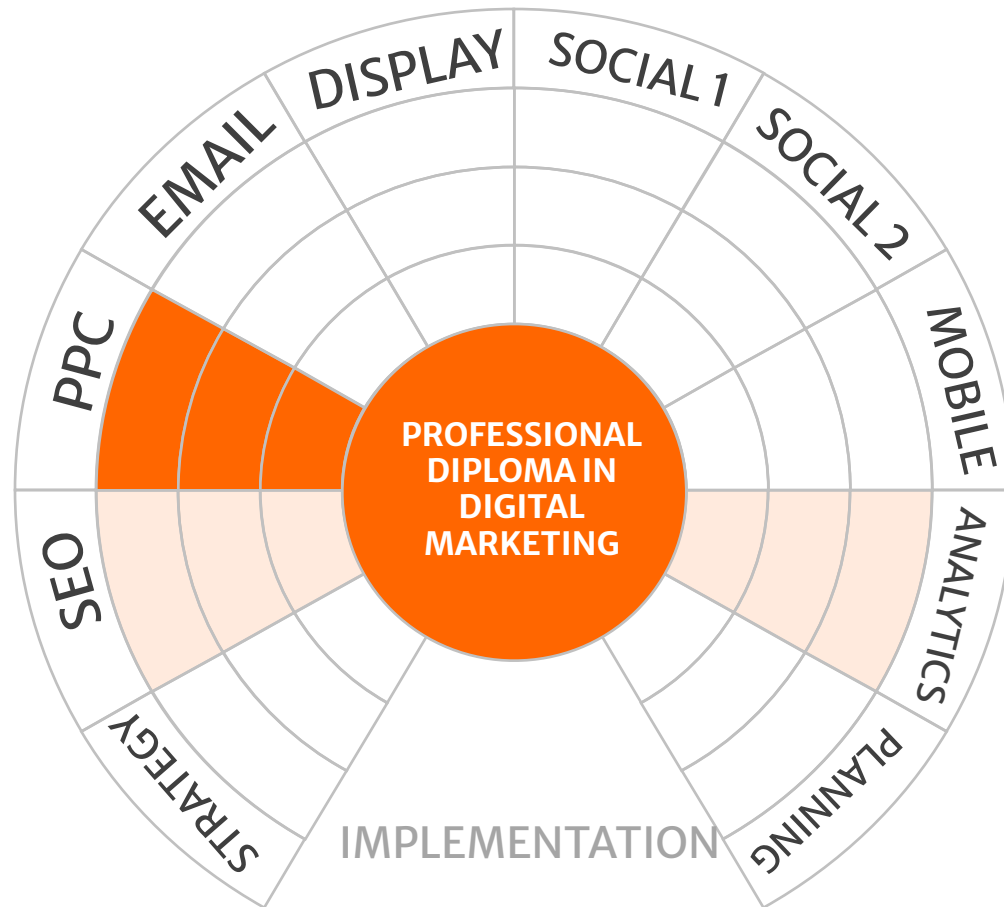 DISPLAY
SOCIAL 1
EMAIL
SOCIAL 2
PPC
MOBILE
PROFESSIONAL
DIPLOMA IN
DIGITAL
MARKETING
SEO
ANALYTICS
STRATEGY
PLANNING
IMPLEMENTATION